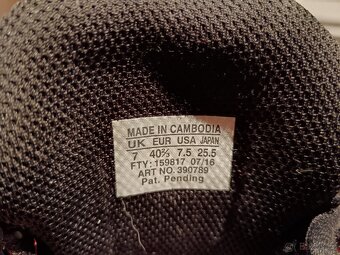 MADE IN CAMBODIA
UK EUR USA JAPAN
7 40⅔ 7.5 25.5
FTY: 159817 07/16
ART NO. 390789
Pat. Pending